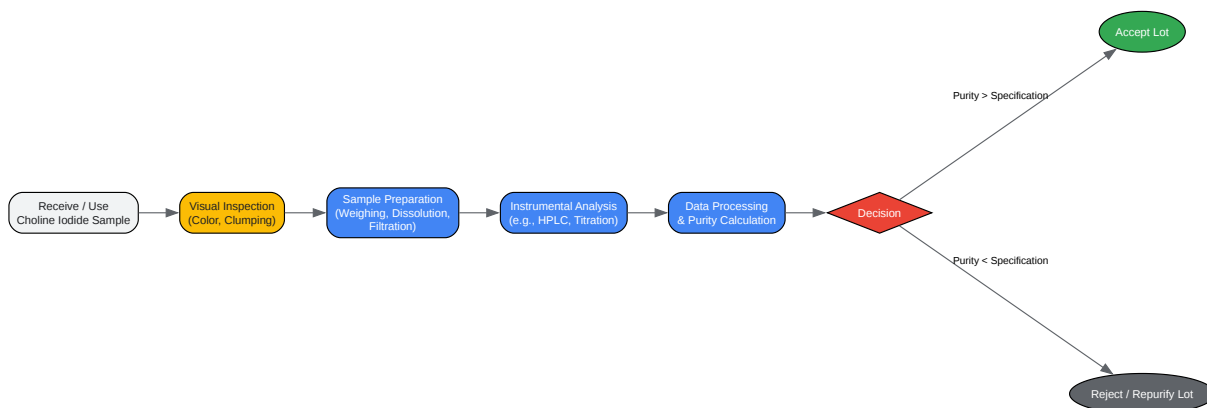 Accept Lot
Purity > Specification
Receive / Use
Choline Iodide Sample
Visual Inspection
(Color, Clumping)
Sample Preparation
(Weighing, Dissolution,
Filtration)
Instrumental Analysis
(e.g., HPLC, Titration)
Data Processing
& Purity Calculation
Decision
Purity < Specification
Reject / Repurify Lot